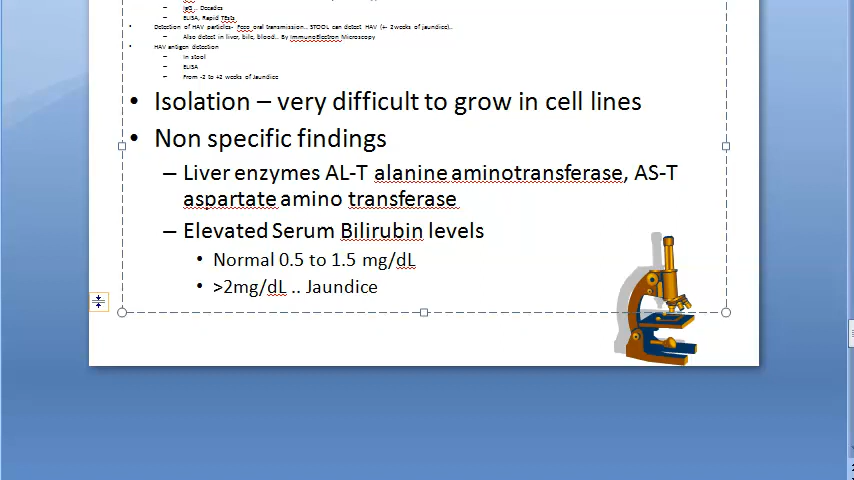 – IgG .. Decades
– ELISA, Rapid TEsts
• Detection of HAV particles- Feco oral transmission.. STOOL can detect HAV (+- 2weeks of jaundice)..
– Also detect in liver, bile, blood.. By ImmunoElectron Microscopy
• HAV antigen detection
– In stool
– ELISA
– From -2 to +2 weeks of Jaundice
• Isolation – very difficult to grow in cell lines
• Non specific findings
– Liver enzymes AL-T alanine aminotransferase, AS-T
aspartate amino transferase
– Elevated Serum Bilirubin levels
• Normal 0.5 to 1.5 mg/dL
• >2mg/dL .. Jaundice